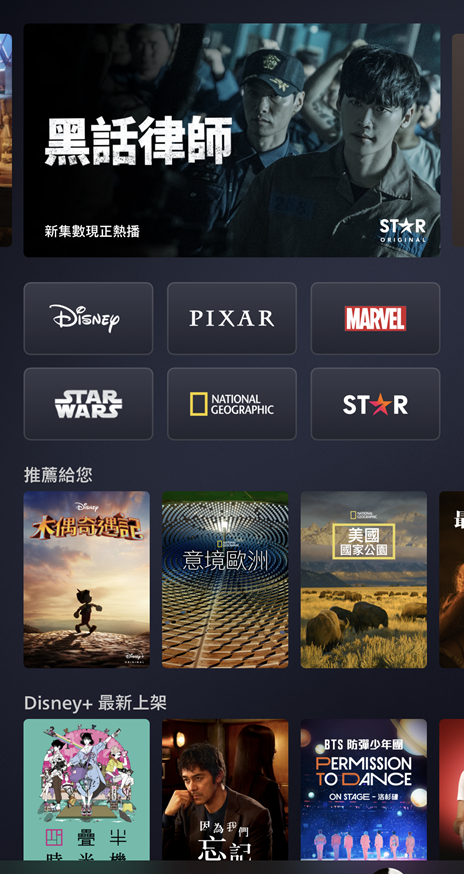 黑話律師
新集數現正熱播
STAR
ORIGINAL
Disney
PIXAR
MARVEL
STAR
WARS
NATIONAL
GEOGRAPHIC
STAR
推薦給您
Disney
木偶奇遇記
Disney+
ORIGINAL
意境歐洲
NATIONAL
GEOGRAPHIC
美國
國家公園
Disney+ 最新上架
四疊半
時光機
因為我們
忘記
BTS 防彈少年團
PERMISSION
TO DANCE
ON STAGE - 洛杉磯